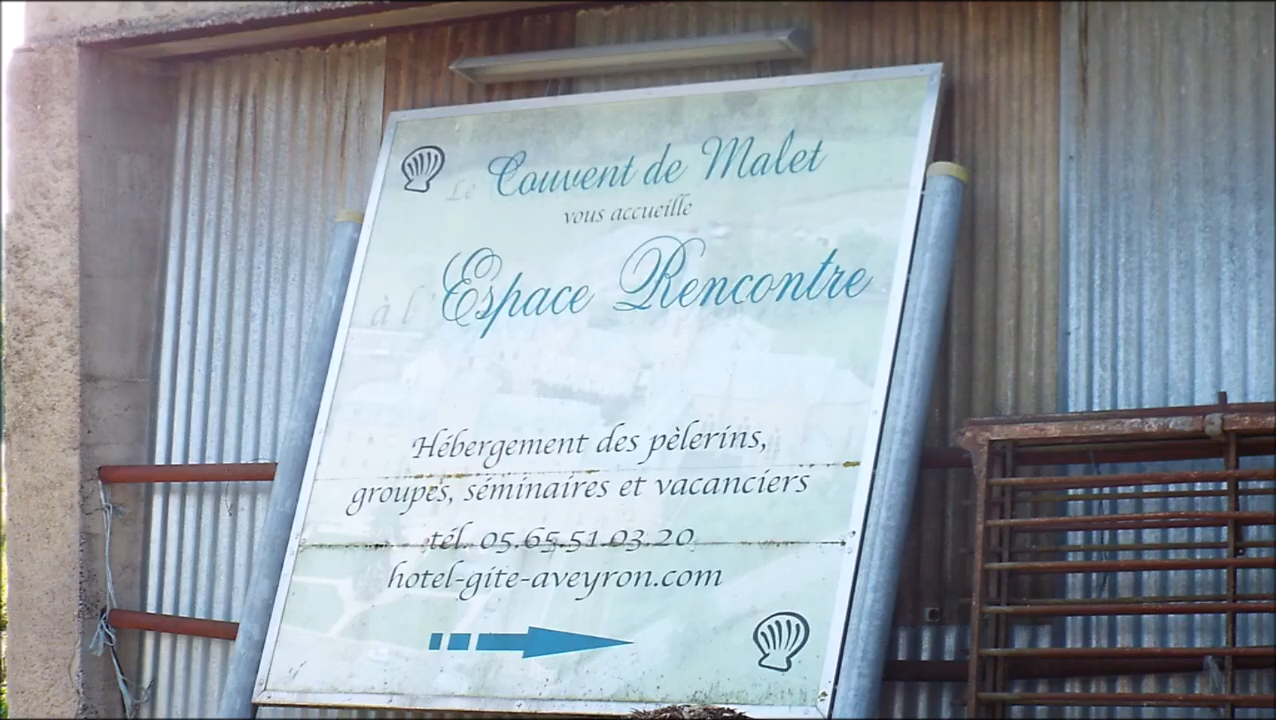 Le Couvent de Malet
vous accueille
à l' Espace Rencontre
Hébergement des pèlerins,
groupes, séminaires et vacanciers
tél. 05.65.51.03.20
hotel-gite-aveyron.com